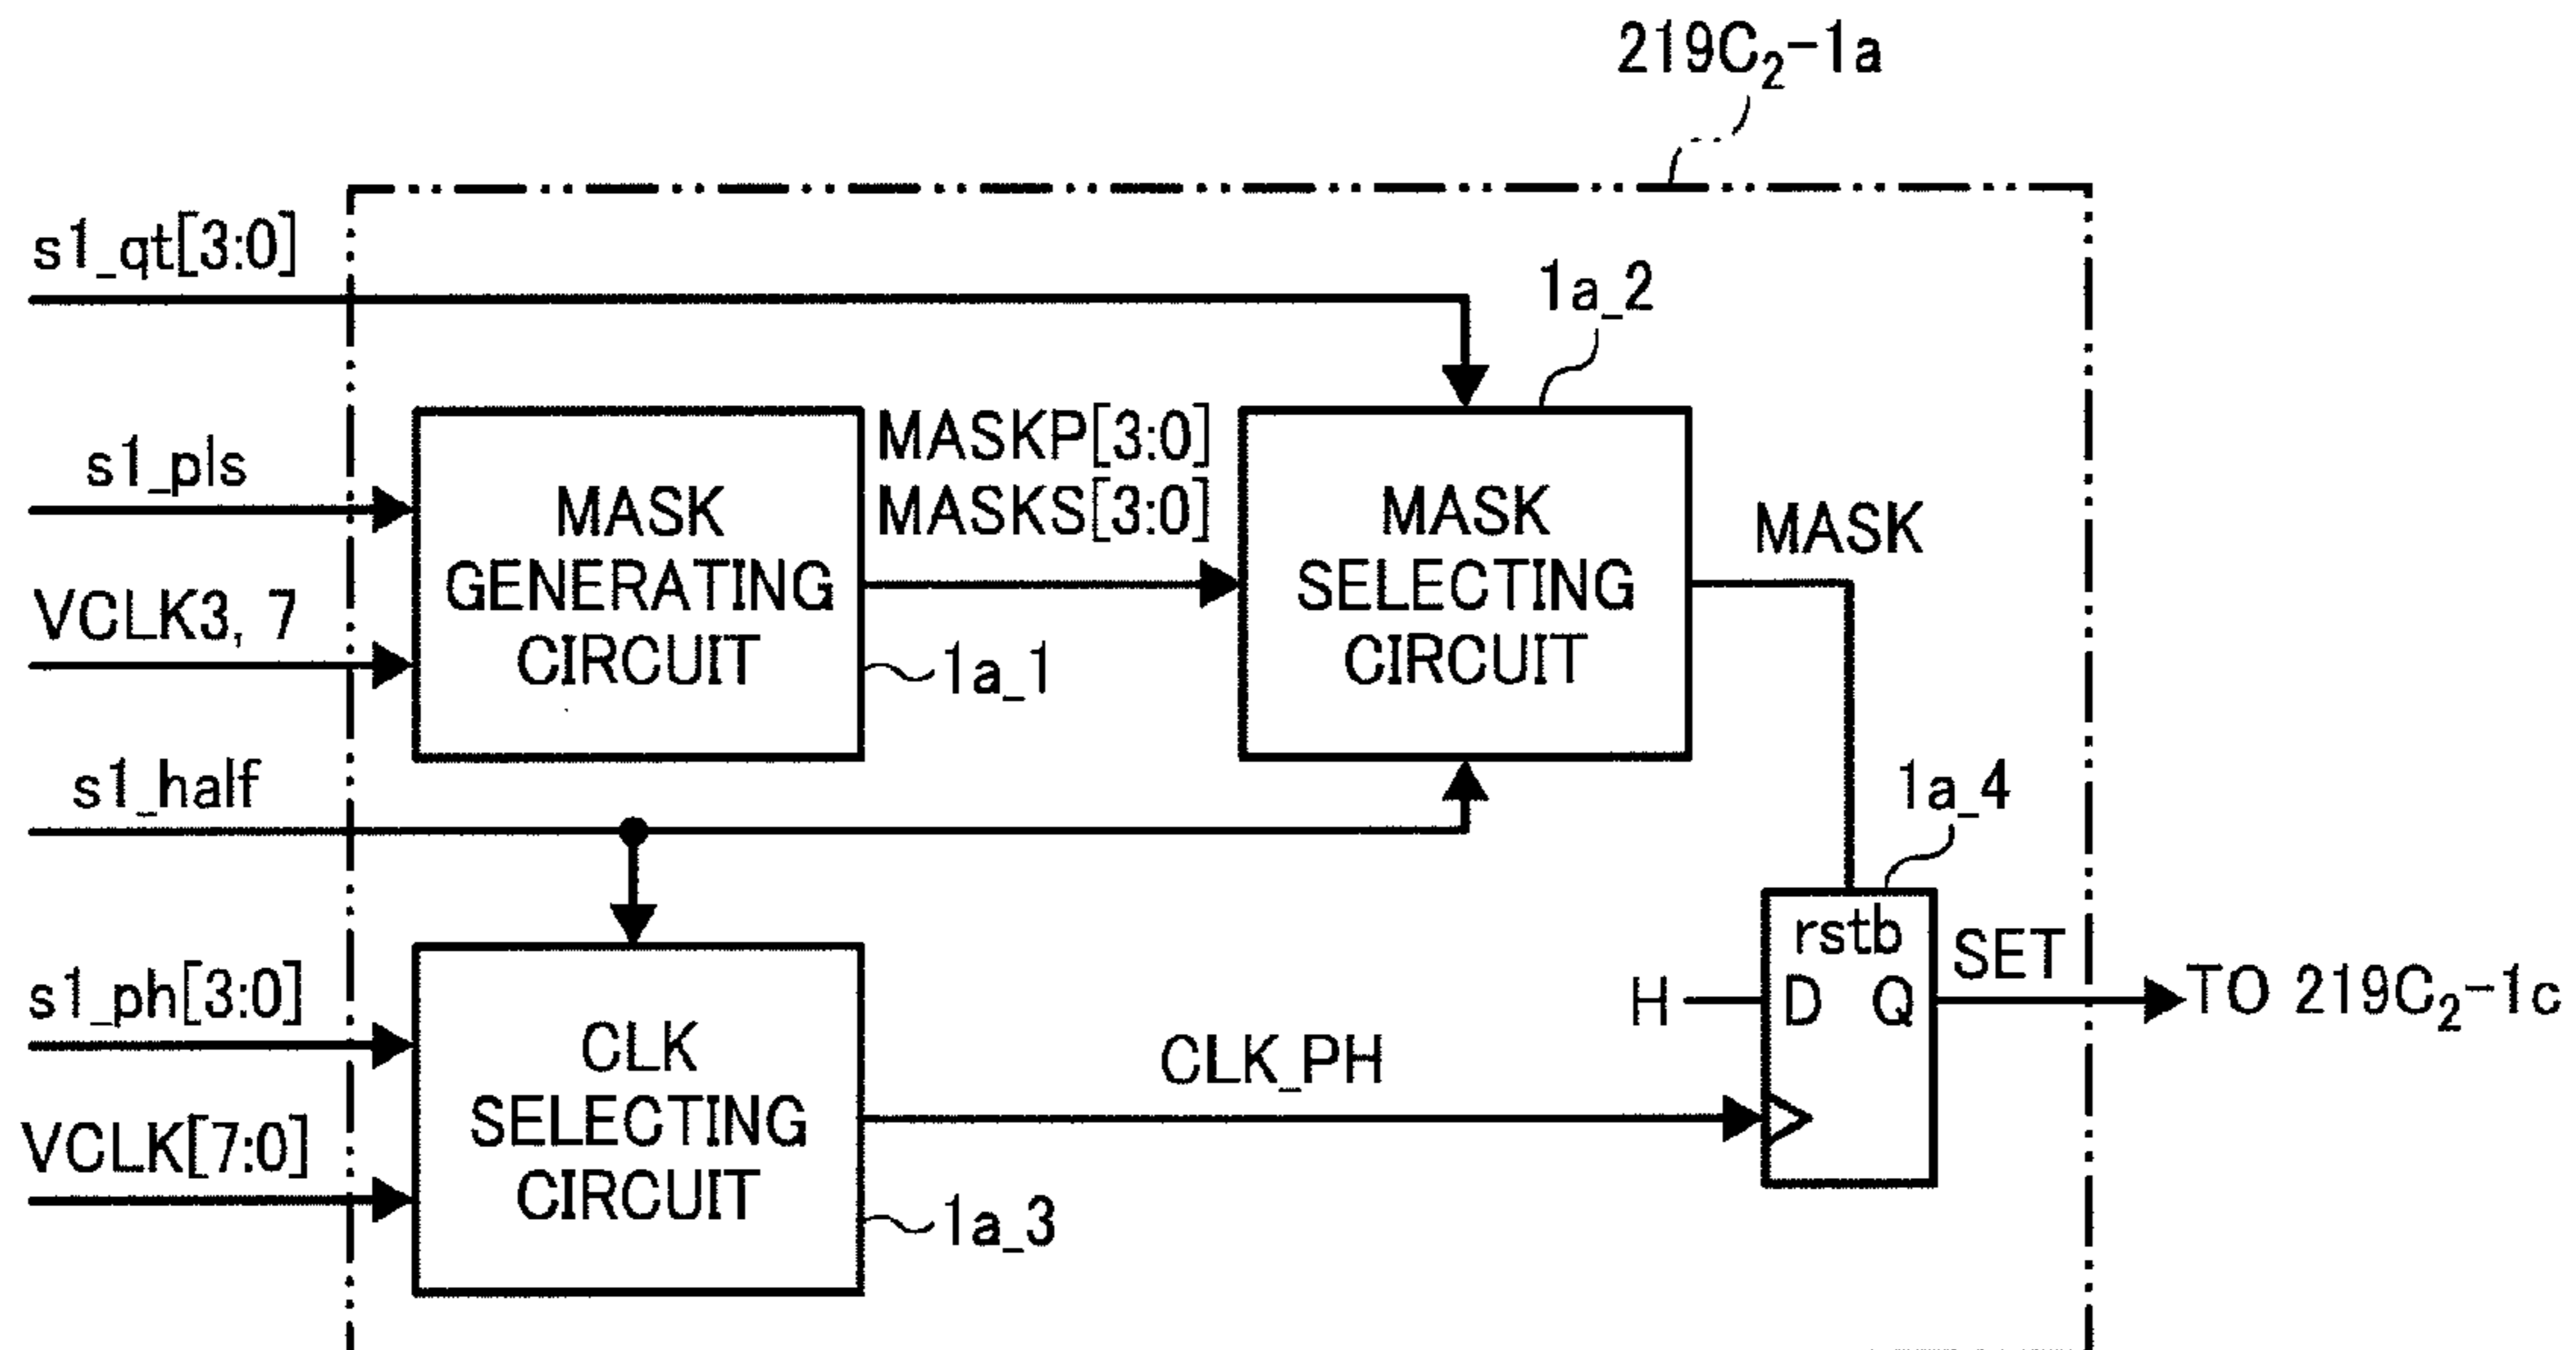 219C₂-1a
s1_qt[3:0]
1a_2
s1_pls
VCLK3, 7
MASK
GENERATING
CIRCUIT
1a_1
MASKP[3:0]
MASKS[3:0]
MASK
SELECTING
CIRCUIT
MASK
s1_half
1a_4
s1_ph[3:0]
VCLK[7:0]
CLK
SELECTING
CIRCUIT
1a_3
CLK_PH
H
rstb
D Q
SET
TO 219C₂-1c